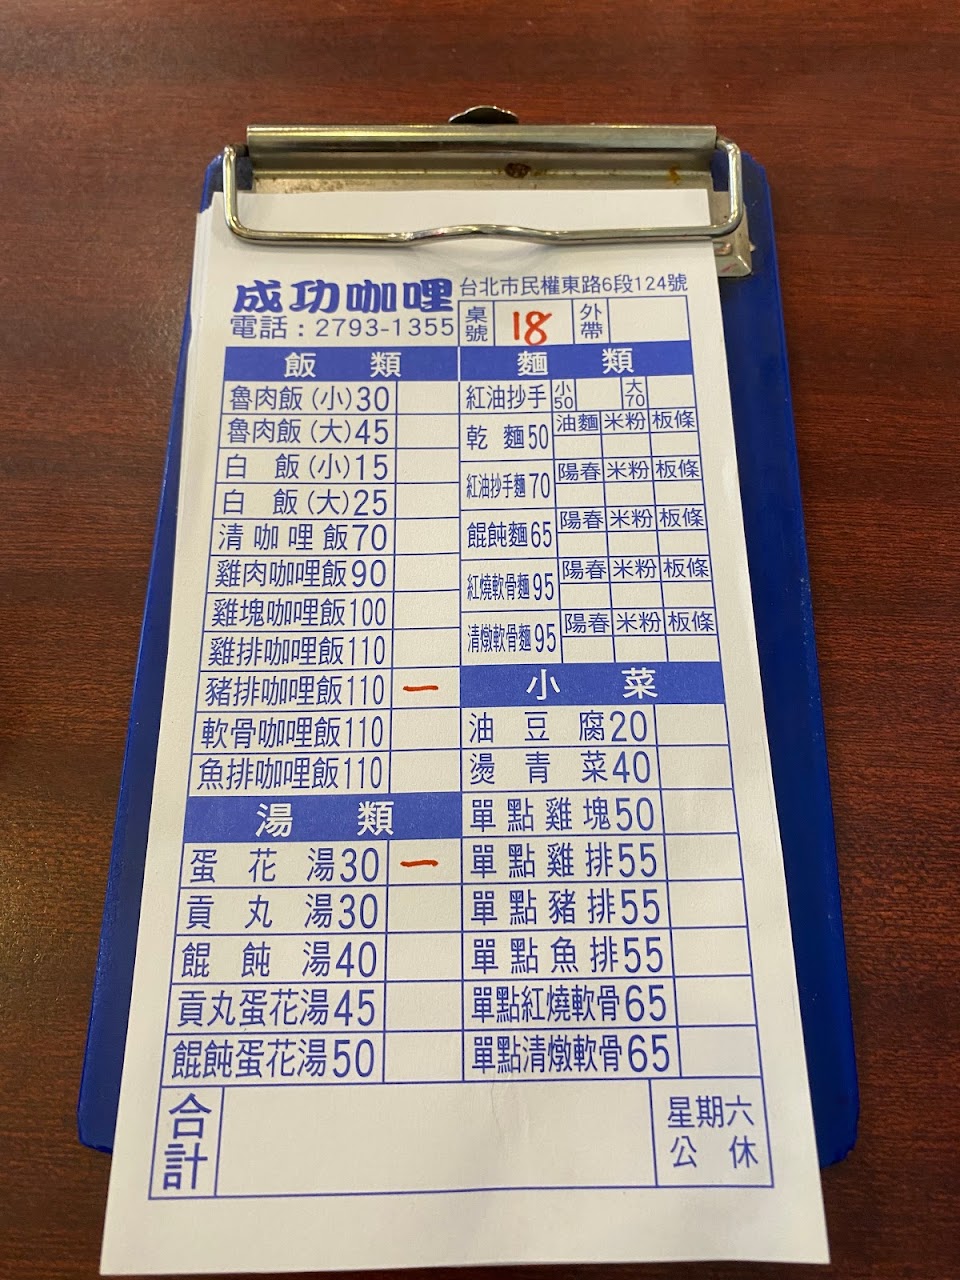 成功咖哩 台北市民權東路6段124號
電話：2793-1355 桌號 18 外帶
飯類
魯肉飯(小)30
魯肉飯(大)45
白飯(小)15
白飯(大)25
清咖哩飯70
雞肉咖哩飯90
雞塊咖哩飯100
雞排咖哩飯110
豬排咖哩飯110 一
軟骨咖哩飯110
魚排咖哩飯110
湯類
蛋花湯30 一
貢丸湯30
餛飩湯40
貢丸蛋花湯45
餛飩蛋花湯50
麵類
紅油抄手 小50 大70
乾麵50 油麵 米粉 板條
紅油抄手麵70 陽春 米粉 板條
餛飩麵65 陽春 米粉 板條
紅燒軟骨麵95 陽春 米粉 板條
清燉軟骨麵95 陽春 米粉 板條
小菜
油豆腐20
燙青菜40
單點雞塊50
單點雞排55
單點豬排55
單點魚排55
單點紅燒軟骨65
單點清燉軟骨65
合計
星期六
公休